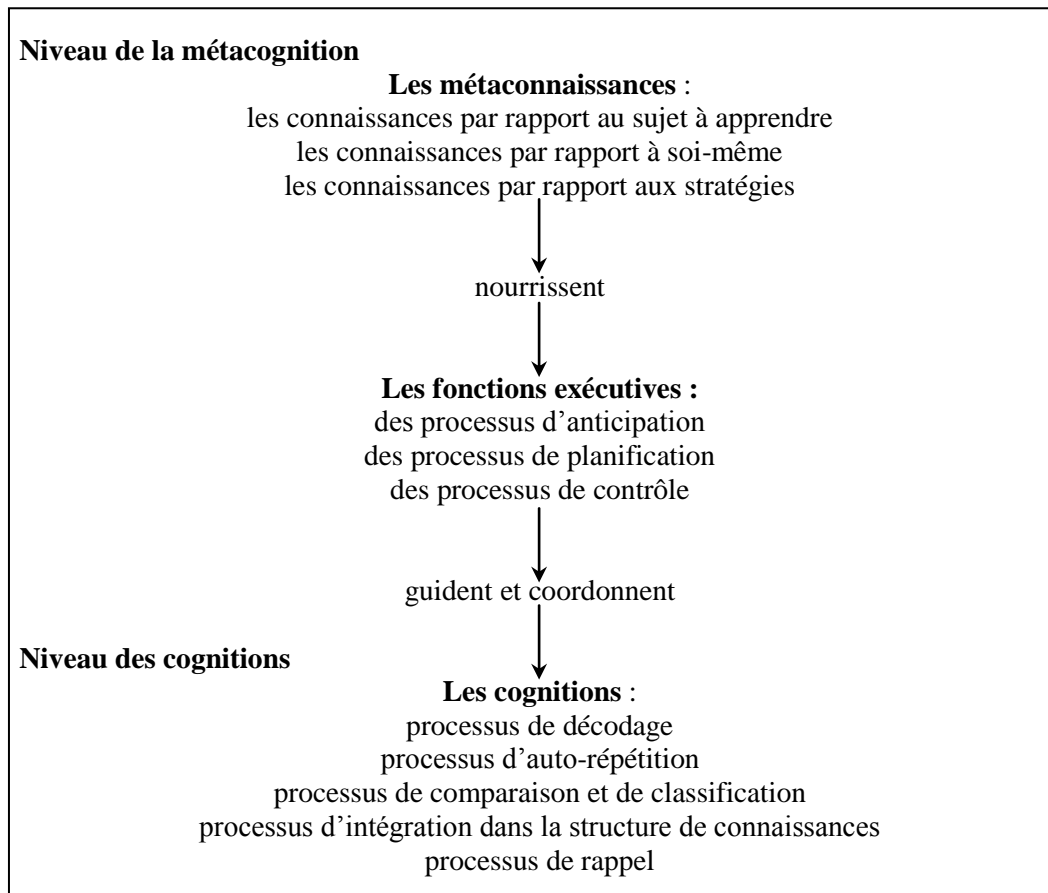 Niveau de la métacognition
Les métaconnaissances :
les connaissances par rapport au sujet à apprendre
les connaissances par rapport à soi-même
les connaissances par rapport aux stratégies
nourrissent
Les fonctions exécutives :
des processus d’anticipation
des processus de planification
des processus de contrôle
guident et coordonnent
Niveau des cognitions
Les cognitions :
processus de décodage
processus d’auto-répétition
processus de comparaison et de classification
processus d’intégration dans la structure de connaissances
processus de rappel